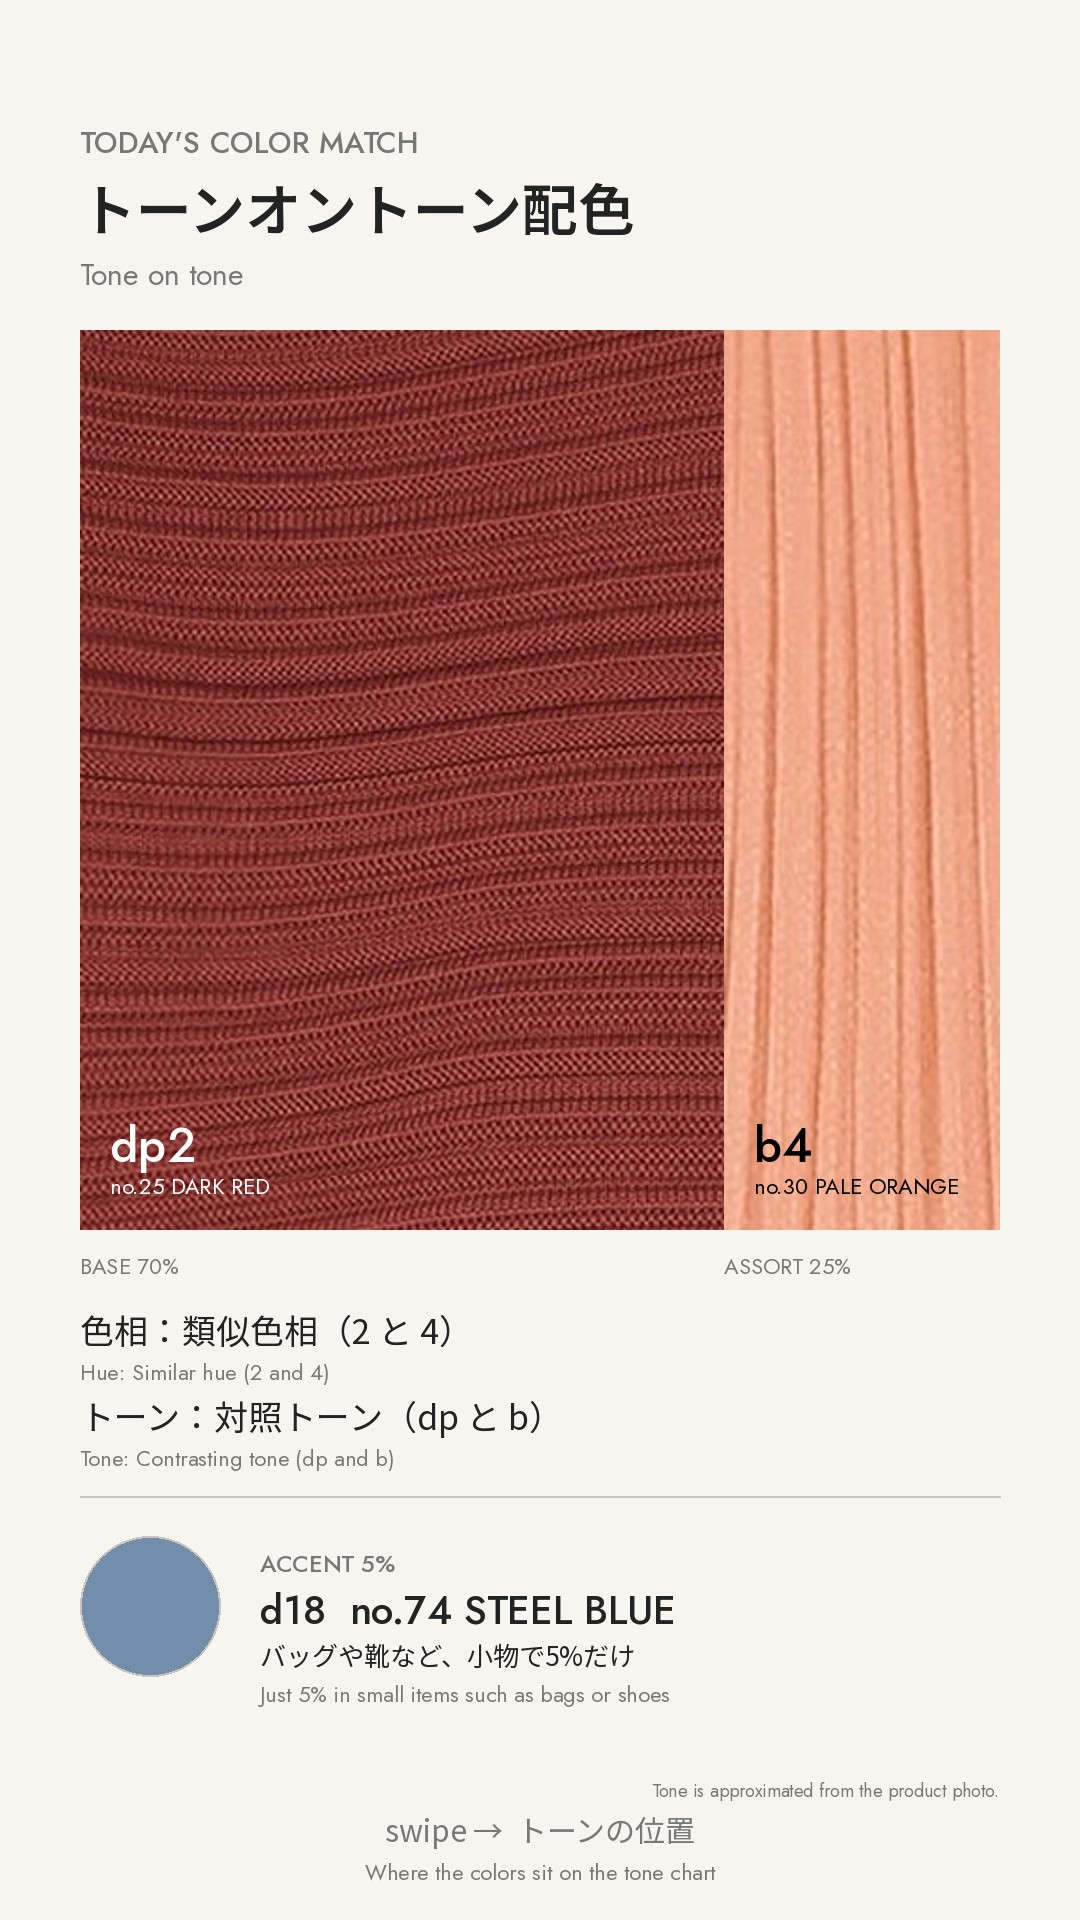 TODAY'S COLOR MATCH
トーンオントーン配色
Tone on tone
dp2
no.25 DARK RED
b4
no.30 PALE ORANGE
BASE 70%
ASSORT 25%
色相：類似色相（2 と 4）
Hue: Similar hue (2 and 4)
トーン：対照トーン（dp と b）
Tone: Contrasting tone (dp and b)
ACCENT 5%
d18 no.74 STEEL BLUE
バッグや靴など、小物で5%だけ
Just 5% in small items such as bags or shoes
Tone is approximated from the product photo.
swipe→ トーンの位置
Where the colors sit on the tone chart